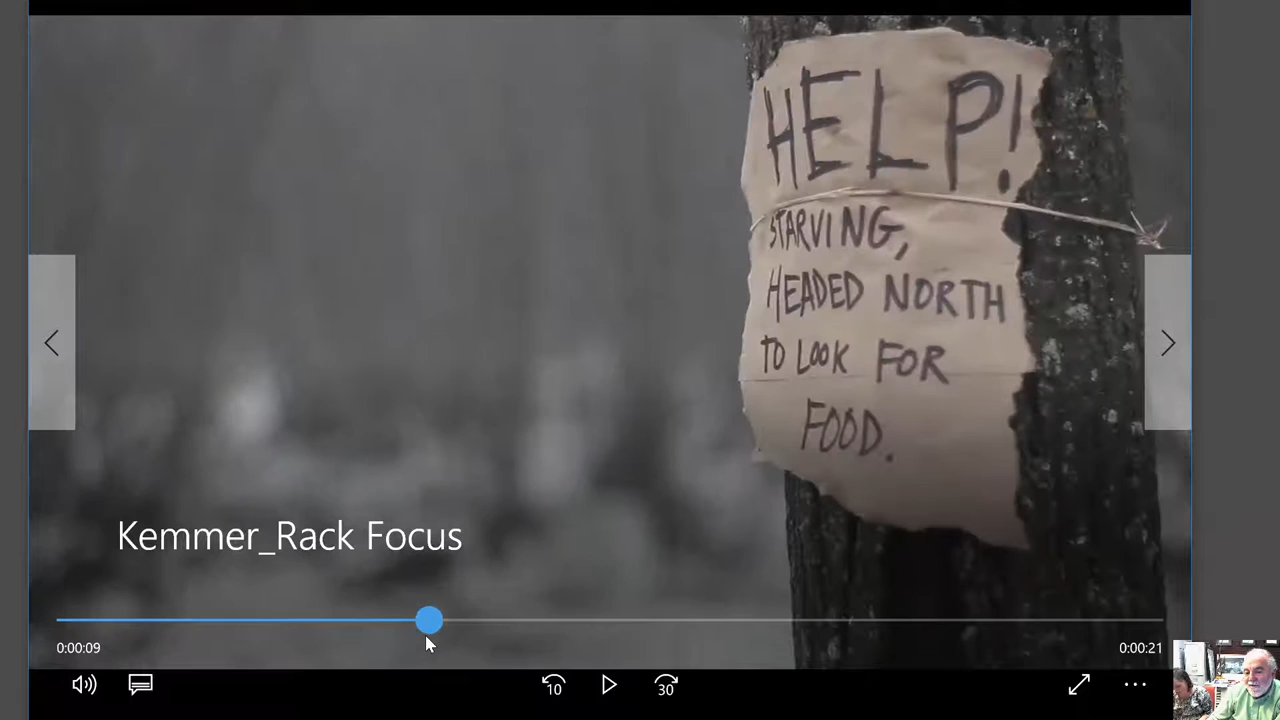 HELP!
STARVING,
HEADED NORTH
TO LOOK FOR
FOOD.
Kemmer_Rack Focus
0:00:09
0:00:21
10
30